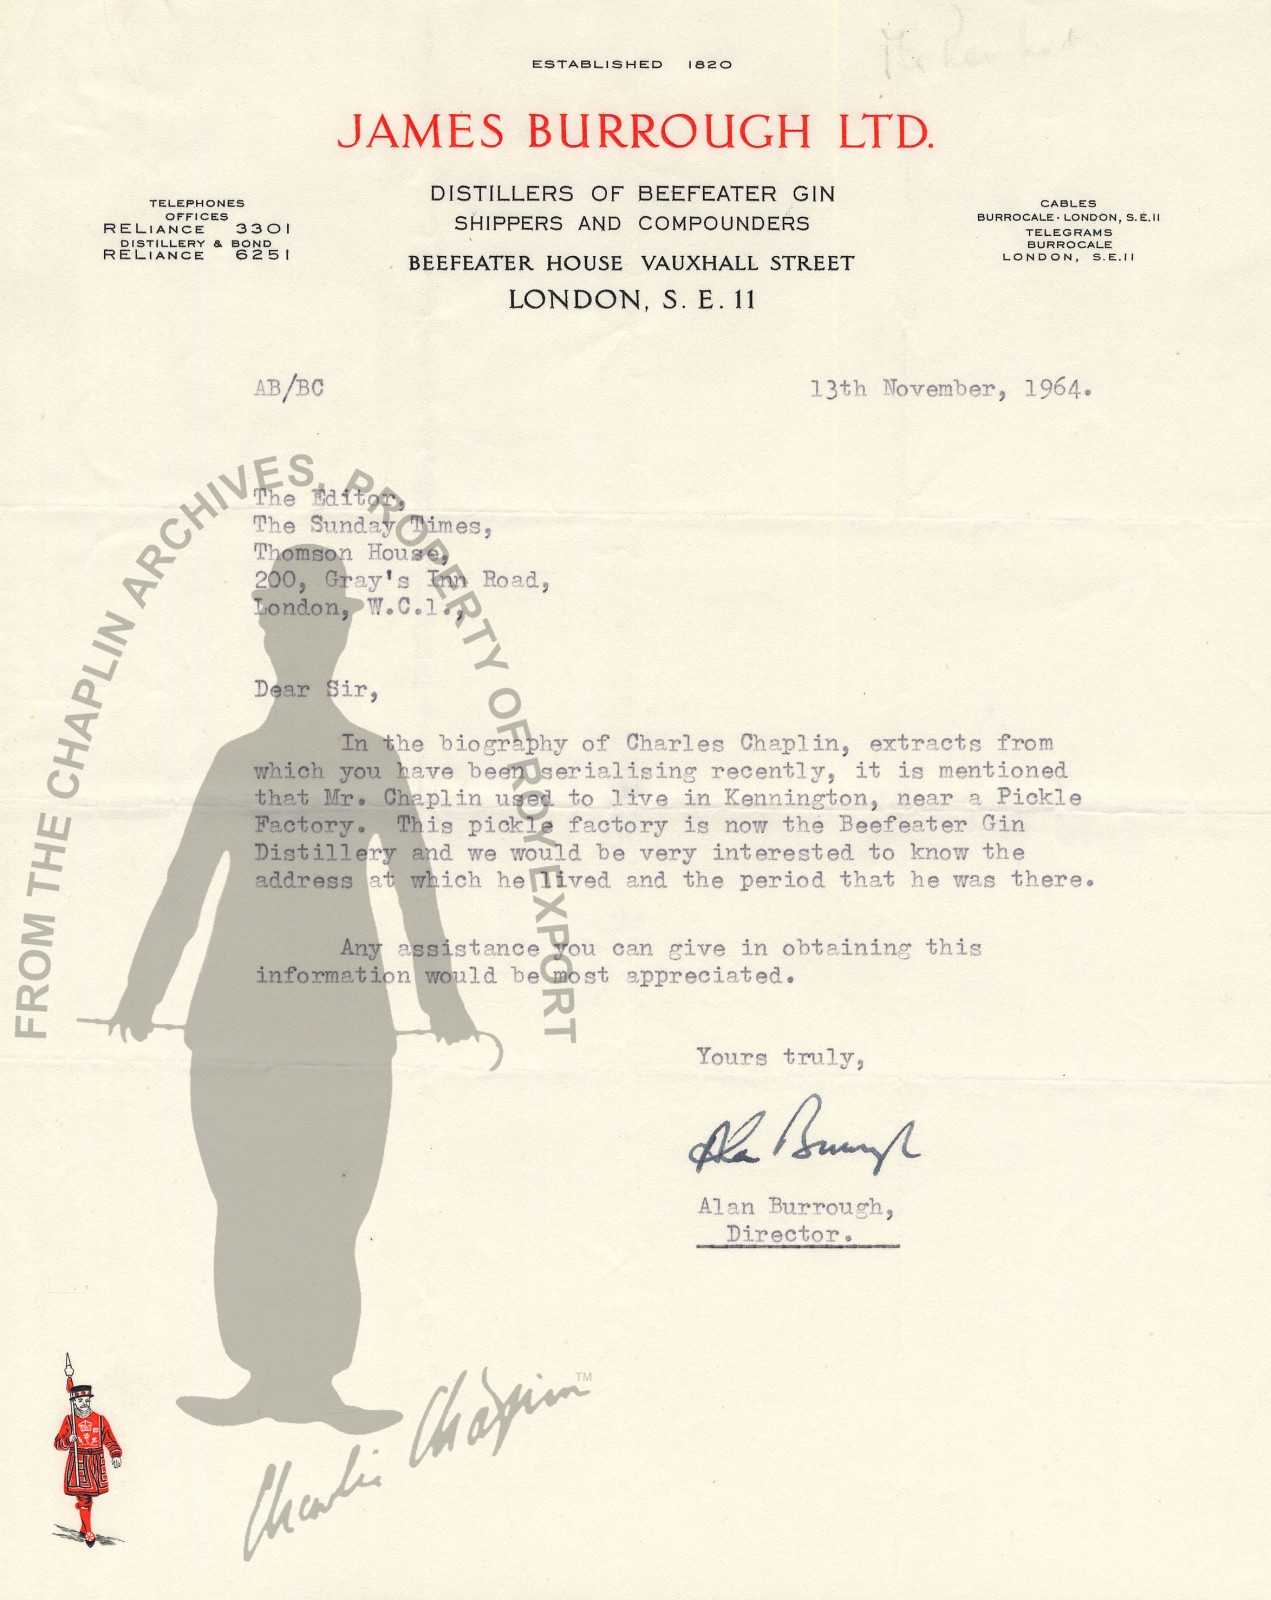 ESTABLISHED 1820
JAMES BURROUGH LTD.
DISTILLERS OF BEEFEATER GIN
SHIPPERS AND COMPOUNDERS
BEEFEATER HOUSE VAUXHALL STREET
LONDON, S. E. 11
TELEPHONES
OFFICES
RELIANCE 3301
DISTILLERY & BOND
RELIANCE 6251
CABLES
BURROCALE · LONDON, S.E.11
TELEGRAMS
BURROCALE
LONDON, S.E.11
AB/BC
13th November, 1964.
The Editor,
The Sunday Times,
Thomson House,
200, Gray's Inn Road,
London, W.C.1.,
Dear Sir,
In the biography of Charles Chaplin, extracts from
which you have been serialising recently, it is mentioned
that Mr. Chaplin used to live in Kennington, near a Pickle
Factory. This pickle factory is now the Beefeater Gin
Distillery and we would be very interested to know the
address at which he lived and the period that he was there.
Any assistance you can give in obtaining this
information would be most appreciated.
Yours truly,
Alan Burrough
Alan Burrough,
Director.
FROM THE CHAPLIN ARCHIVES, PROPERTY OF ROY EXPORT
Charlie Chaplin TM